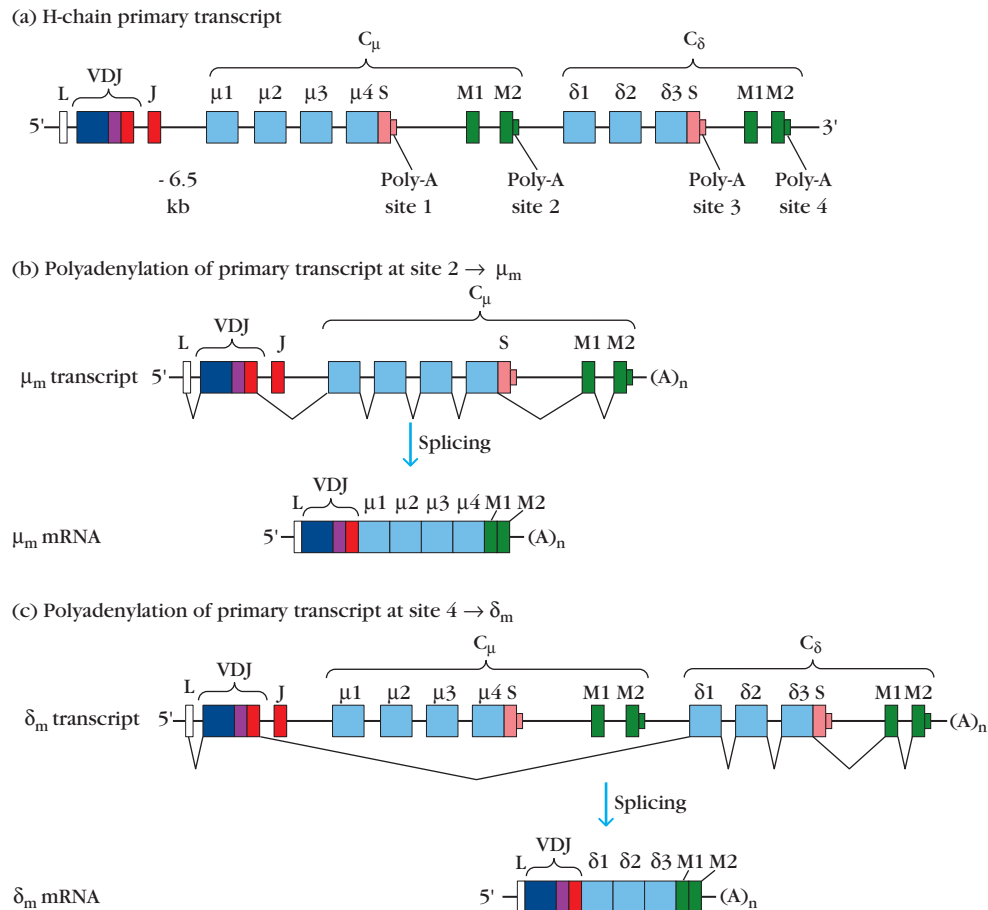 (a) H-chain primary transcript
Cμ Cδ
VDJ
L J μ1 μ2 μ3 μ4 S M1 M2 δ1 δ2 δ3 S M1 M2
5' 3'
- 6.5 kb
Poly-A site 1
Poly-A site 2
Poly-A site 3
Poly-A site 4
(b) Polyadenylation of primary transcript at site 2 → μm
Cμ
VDJ
L J S M1 M2
μm transcript 5' (A)n
Splicing
VDJ
L μ1 μ2 μ3 μ4 M1 M2
μm mRNA 5' (A)n
(c) Polyadenylation of primary transcript at site 4 → δm
Cμ Cδ
VDJ
L J μ1 μ2 μ3 μ4 S M1 M2 δ1 δ2 δ3 S M1 M2
δm transcript 5' (A)n
Splicing
VDJ
L δ1 δ2 δ3 M1 M2
δm mRNA 5' (A)n